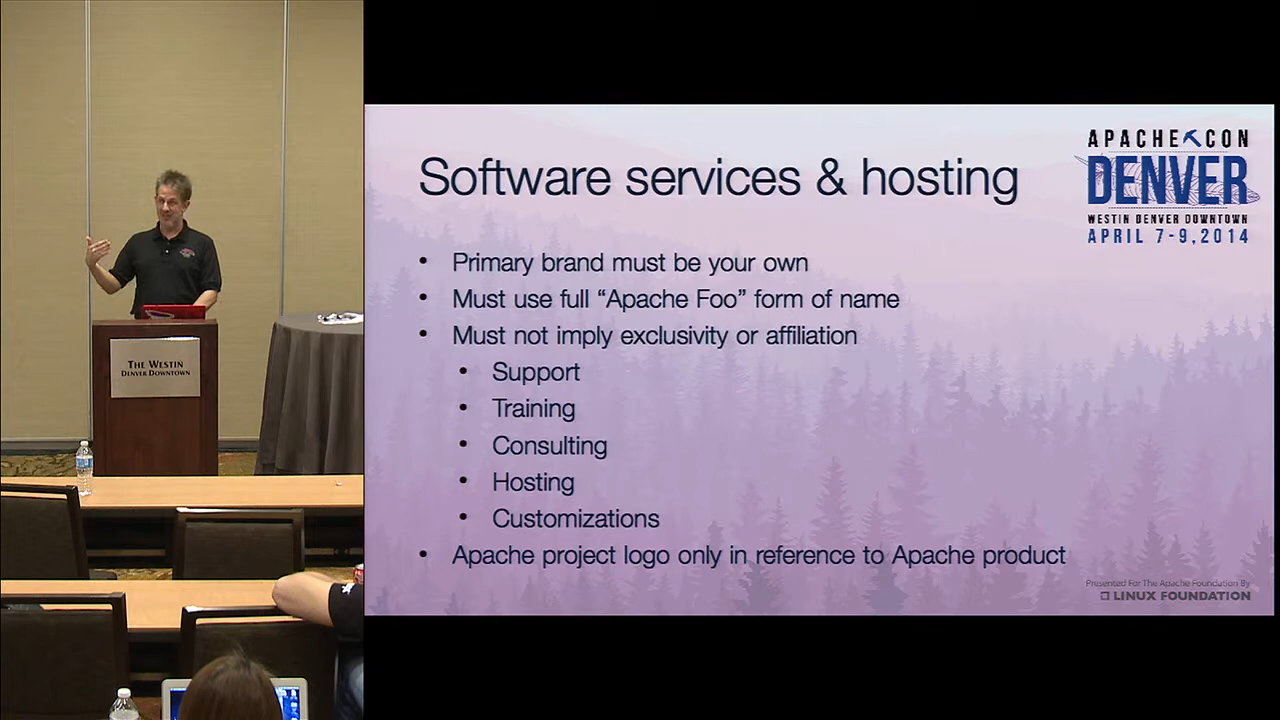 THE WESTIN
DENVER DOWNTOWN
Software services & hosting
APACHE CON
DENVER
WESTIN DENVER DOWNTOWN
APRIL 7-9, 2014
• Primary brand must be your own
• Must use full “Apache Foo” form of name
• Must not imply exclusivity or affiliation
• Support
• Training
• Consulting
• Hosting
• Customizations
• Apache project logo only in reference to Apache product
Presented For The Apache Foundation By
LINUX FOUNDATION